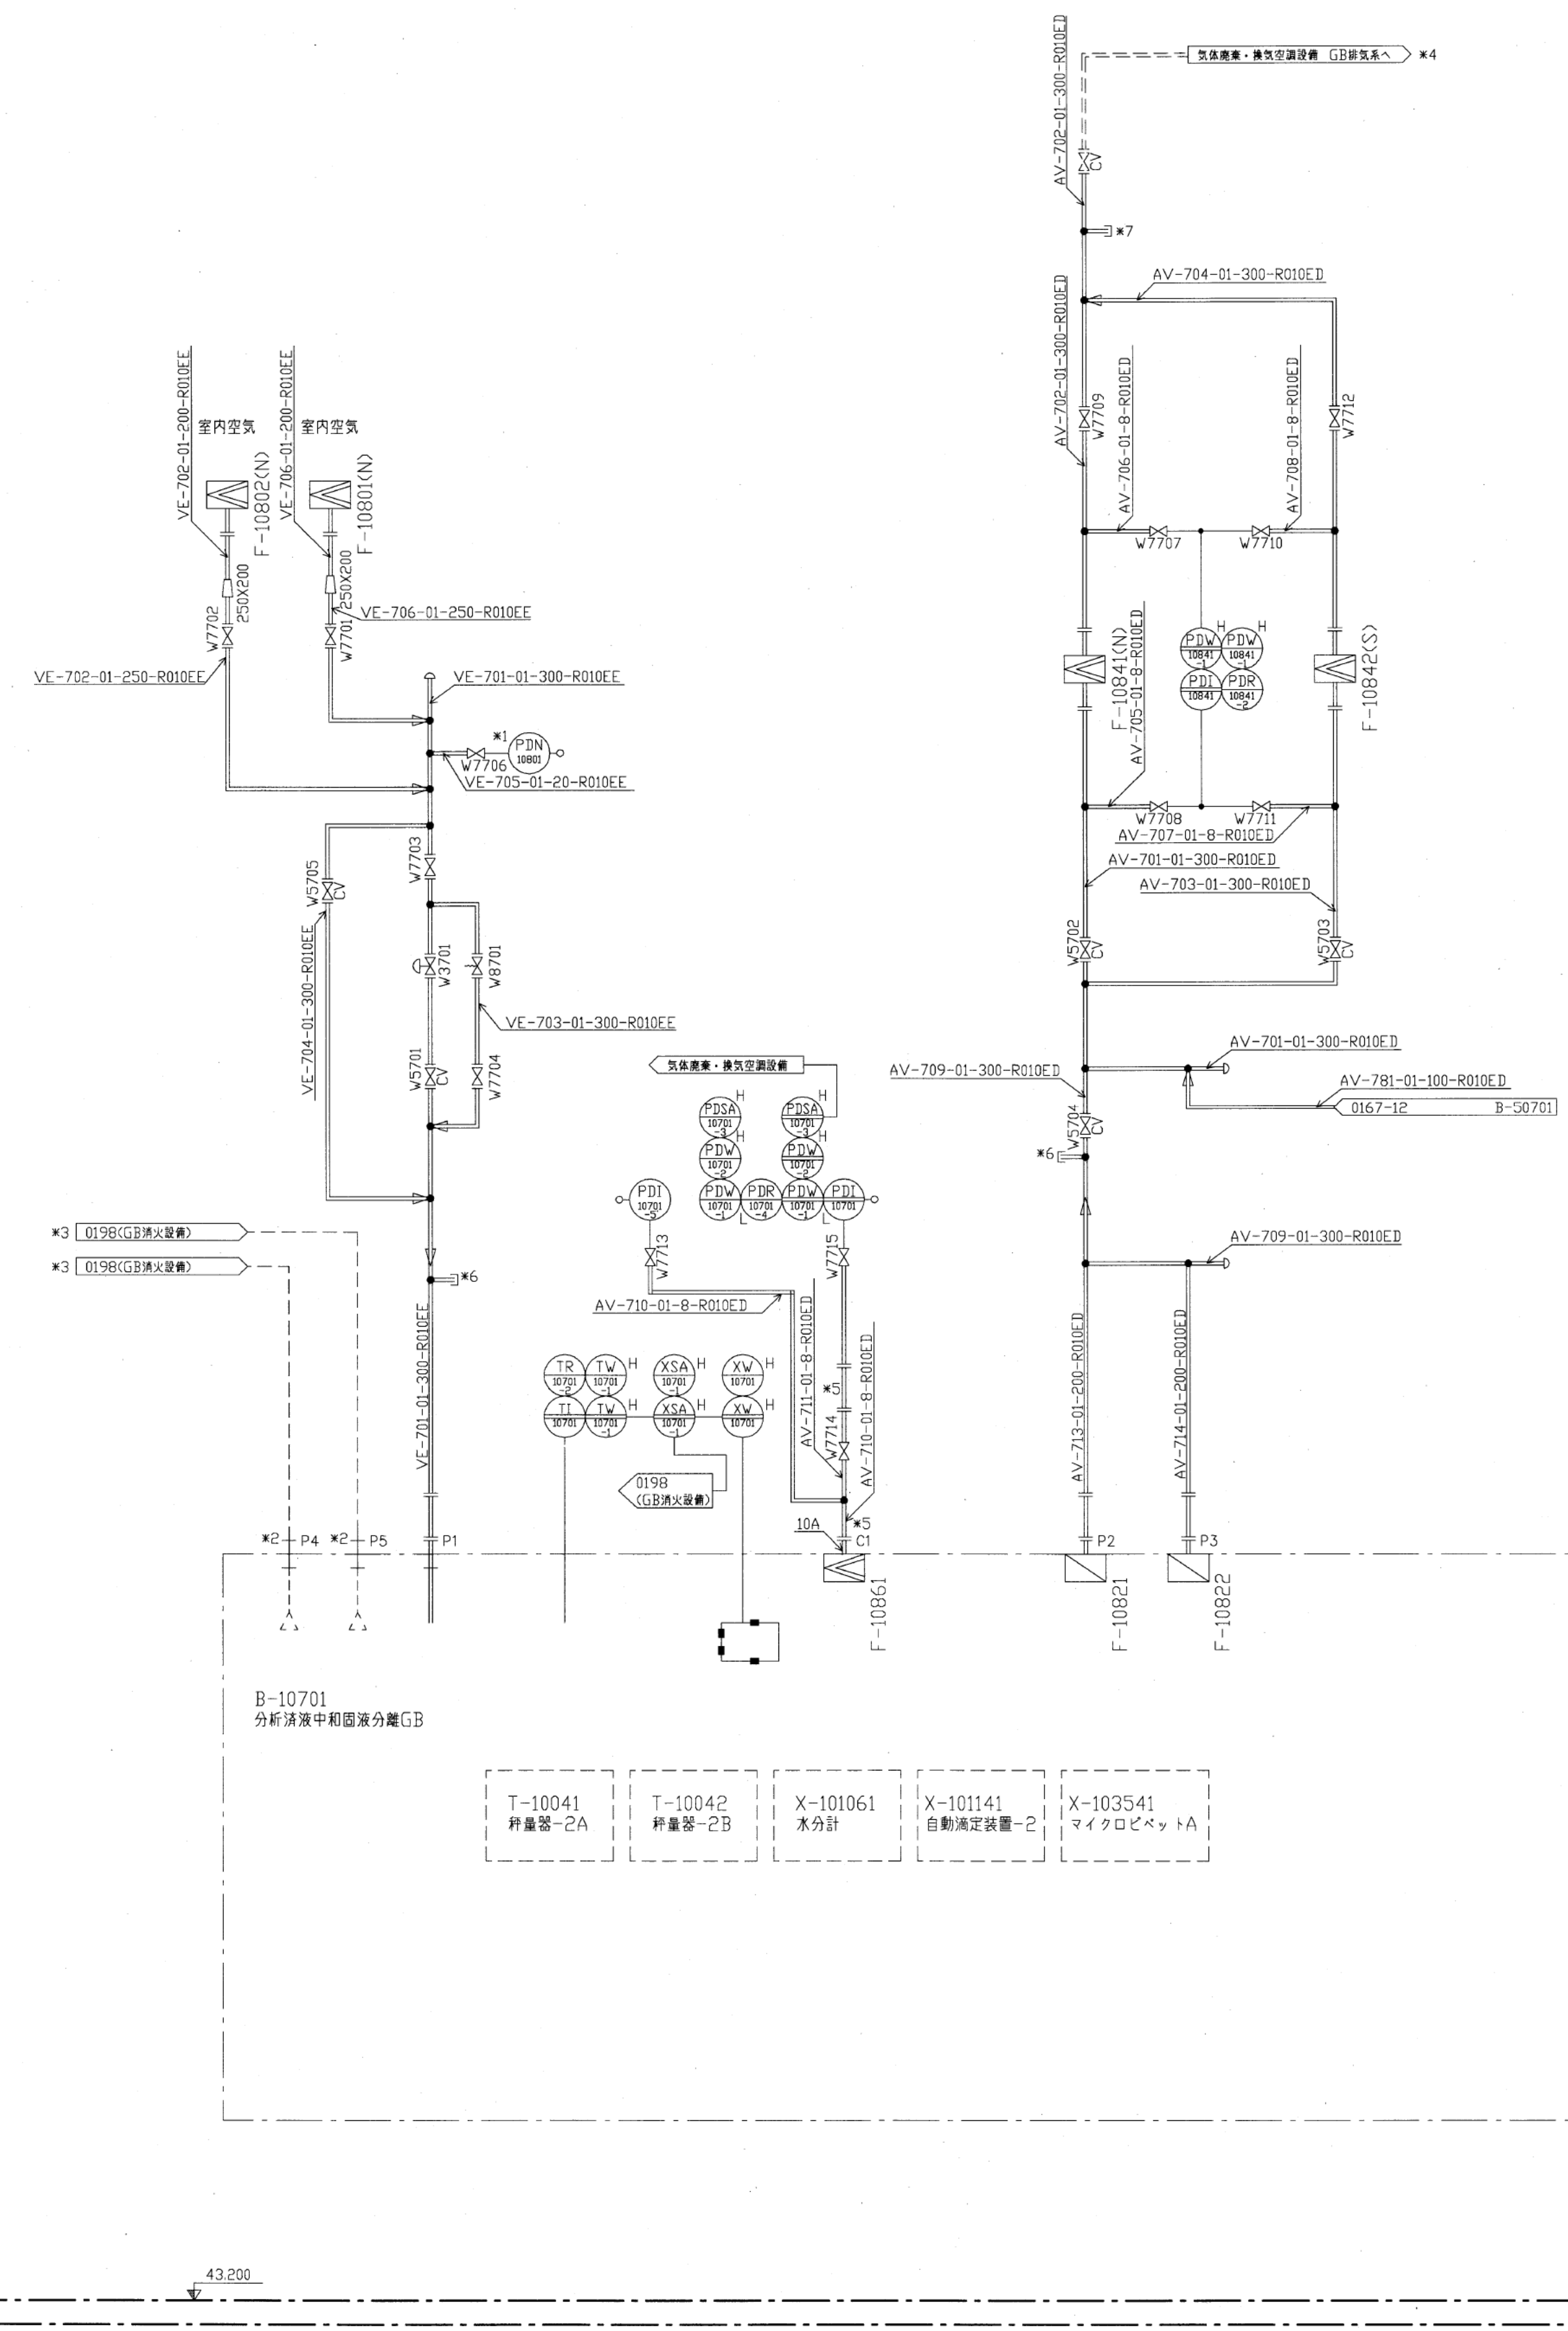 AV-702-01-300-R010ED
気体廃棄・換気空調設備 GB排気系へ
*4
CV
*7
AV-704-01-300-R010ED
AV-702-01-300-R010ED
W7709
AV-706-01-8-R010ED
AV-708-01-8-R010ED
W7712
W7707
W7710
VE-702-01-200-R010EE
室内空気
VE-706-01-200-R010EE
室内空気
F-10802(N)
F-10801(N)
250X200
250X200
W7702
W7701
VE-706-01-250-R010EE
VE-702-01-250-R010EE
VE-701-01-300-R010EE
*1
PDN
10801
W7706
VE-705-01-20-R010EE
F-10841(N)
AV-705-01-8-R010ED
PDW
10841
-1
H
PDW
10841
-1
H
PDI
10841
PDR
10841
-2
F-10842(S)
W7708
W7711
AV-707-01-8-R010ED
AV-701-01-300-R010ED
AV-703-01-300-R010ED
W5705
CV
W7703
VE-704-01-300-R010EE
W3701
W8701
VE-703-01-300-R010EE
W5701
CV
W7704
W5702
CV
W5703
CV
気体廃棄・換気空調設備
AV-709-01-300-R010ED
AV-701-01-300-R010ED
AV-781-01-100-R010ED
0167-12 B-50701
W5704
CV
*6
PDSA
10701
-3
H
PDSA
10701
-3
H
PDW
10701
-2
H
PDW
10701
-2
H
PDI
10701
-5
PDW
10701
-1
L
PDR
10701
-4
PDW
10701
-1
L
PDI
10701
*3 0198(GB消火設備)
*3 0198(GB消火設備)
W7713
W7715
AV-709-01-300-R010ED
*6
AV-710-01-8-R010ED
VE-701-01-300-R010EE
AV-711-01-8-R010ED
AV-710-01-8-R010ED
AV-713-01-200-R010ED
AV-714-01-200-R010ED
TR
10701
-2
TW
10701
-1
H
XSA
10701
-1
H
XW
10701
H
*5
TI
10701
TW
10701
-1
H
XSA
10701
-1
H
XW
10701
H
W7714
0198
(GB消火設備)
10A
*5
C1
*2
P4
*2
P5
P1
P2
P3
F-10861
F-10821
F-10822
B-10701
分析済液中和固液分離GB
T-10041
秤量器-2A
T-10042
秤量器-2B
X-101061
水分計
X-101141
自動滴定装置-2
X-103541
マイクロピペットA
43.200